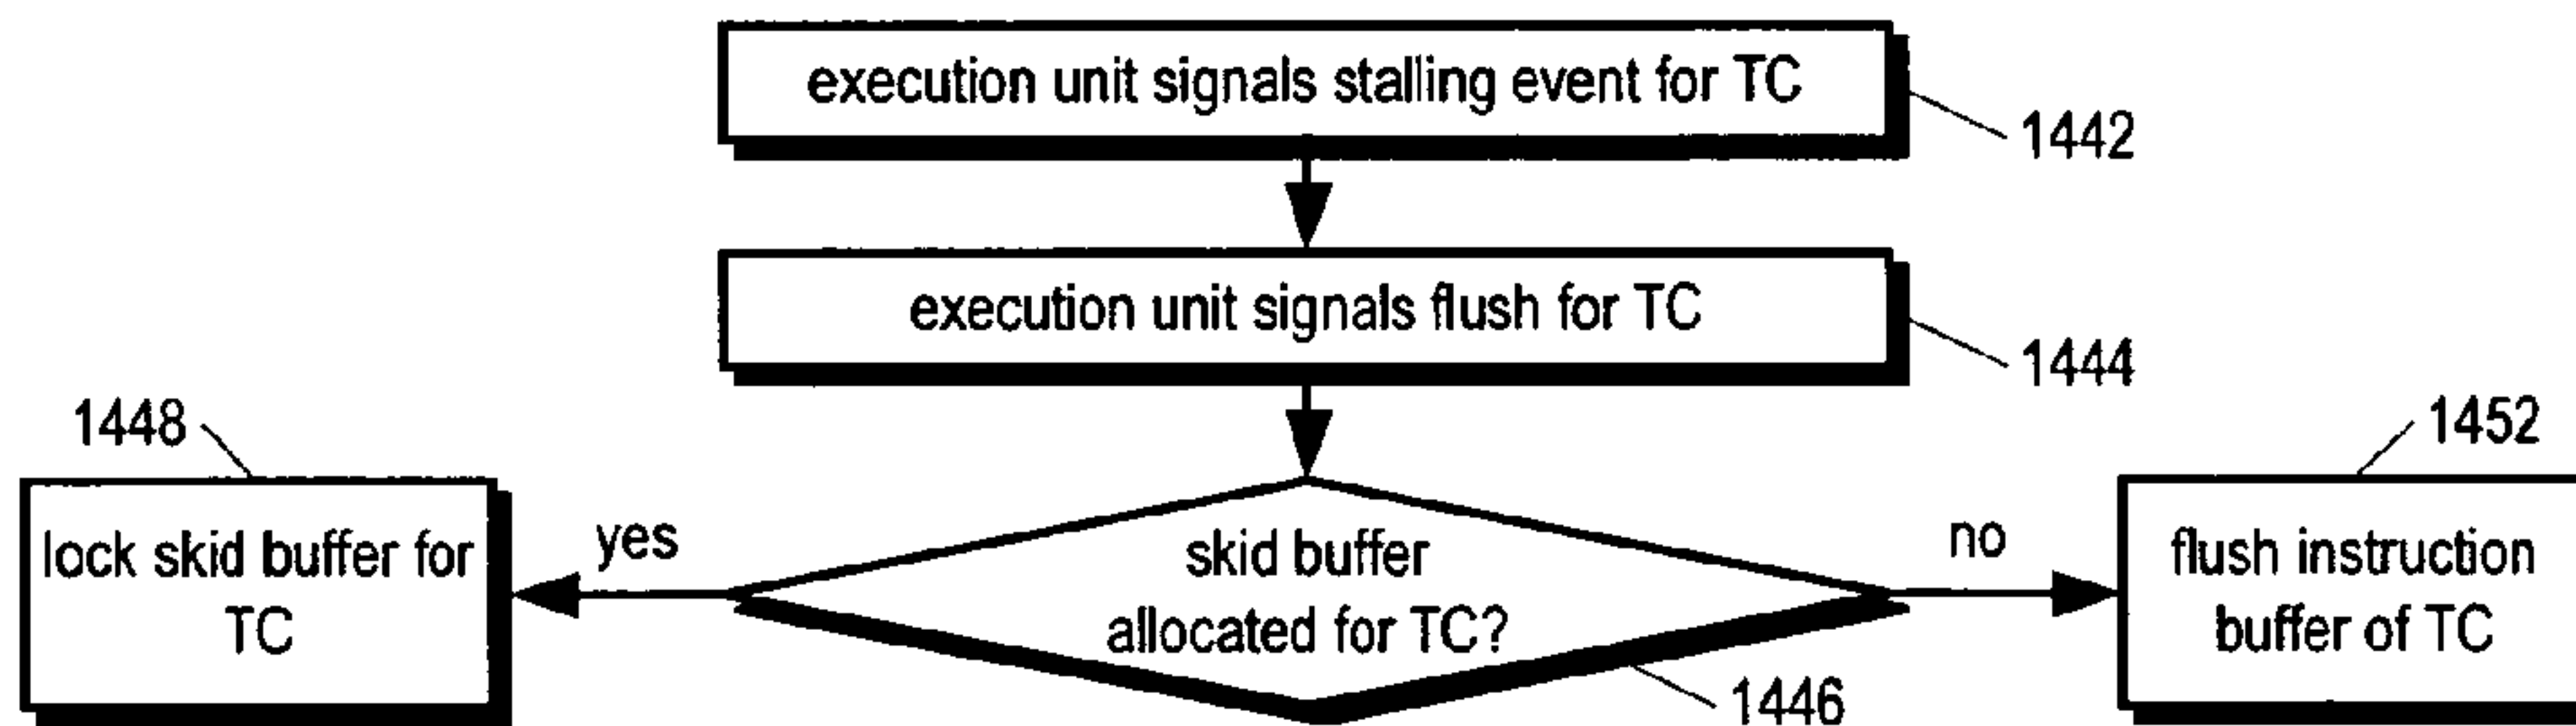 execution unit signals stalling event for TC
1442
execution unit signals flush for TC
1444
1448
1452
lock skid buffer for
TC
yes
skid buffer
allocated for TC?
no
flush instruction
buffer of TC
1446